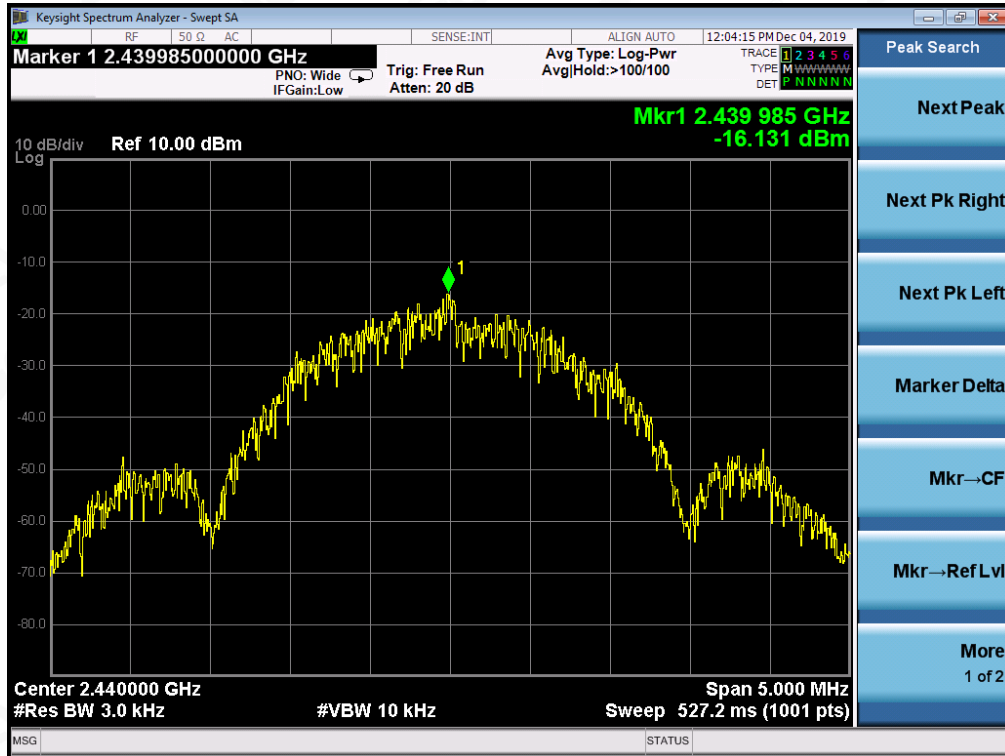 Keysight Spectrum Analyzer - Swept SA
LXI RF 50 Ω AC SENSE:INT ALIGN AUTO 12:04:15 PM Dec 04, 2019
Marker 1 2.439985000000 GHz
PNO: Wide
IFGain:Low
Trig: Free Run
Atten: 20 dB
Avg Type: Log-Pwr
Avg|Hold:>100/100
TRACE 1 2 3 4 5 6
TYPE M WWWWW
DET P N N N N N
Mkr1 2.439 985 GHz
-16.131 dBm
10 dB/div Ref 10.00 dBm
Log
0.00
-10.0
-20.0
-30.0
-40.0
-50.0
-60.0
-70.0
-80.0
1
Center 2.440000 GHz Span 5.000 MHz
#Res BW 3.0 kHz #VBW 10 kHz Sweep 527.2 ms (1001 pts)
MSG STATUS
Peak Search
Next Peak
Next Pk Right
Next Pk Left
Marker Delta
Mkr→CF
Mkr→Ref Lvl
More
1 of 2